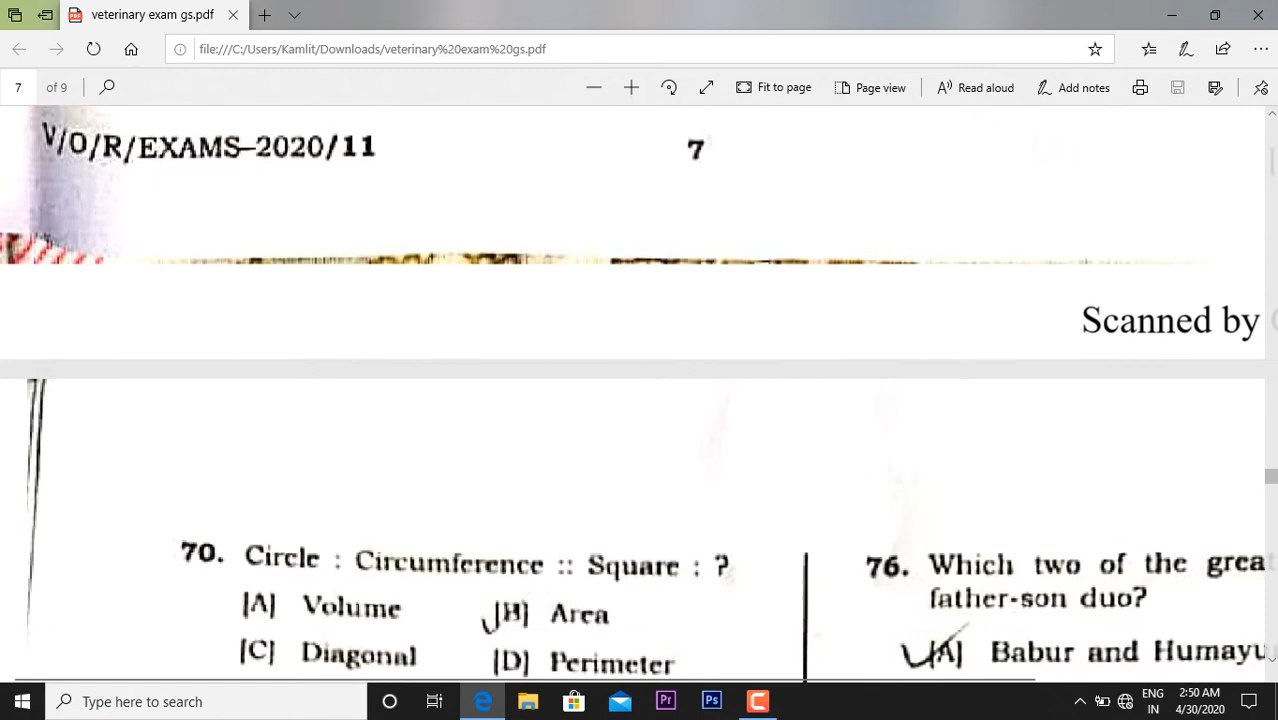 veterinary exam gs.pdf
file:///C:/Users/Kamlit/Downloads/veterinary%20exam%20gs.pdf
7 of 9
Fit to page
Page view
Read aloud
Add notes
V/O/R/EXAMS–2020/11
7
Scanned by
70. Circle : Circumference :: Square : ?
[A] Volume
[B] Area
[C] Diagonal
[D] Perimeter
76. Which two of the grea
father-son duo?
[A] Babur and Humayu
Type here to search
Pr
Ps
ENG
IN
2:50 AM
4/30/2020